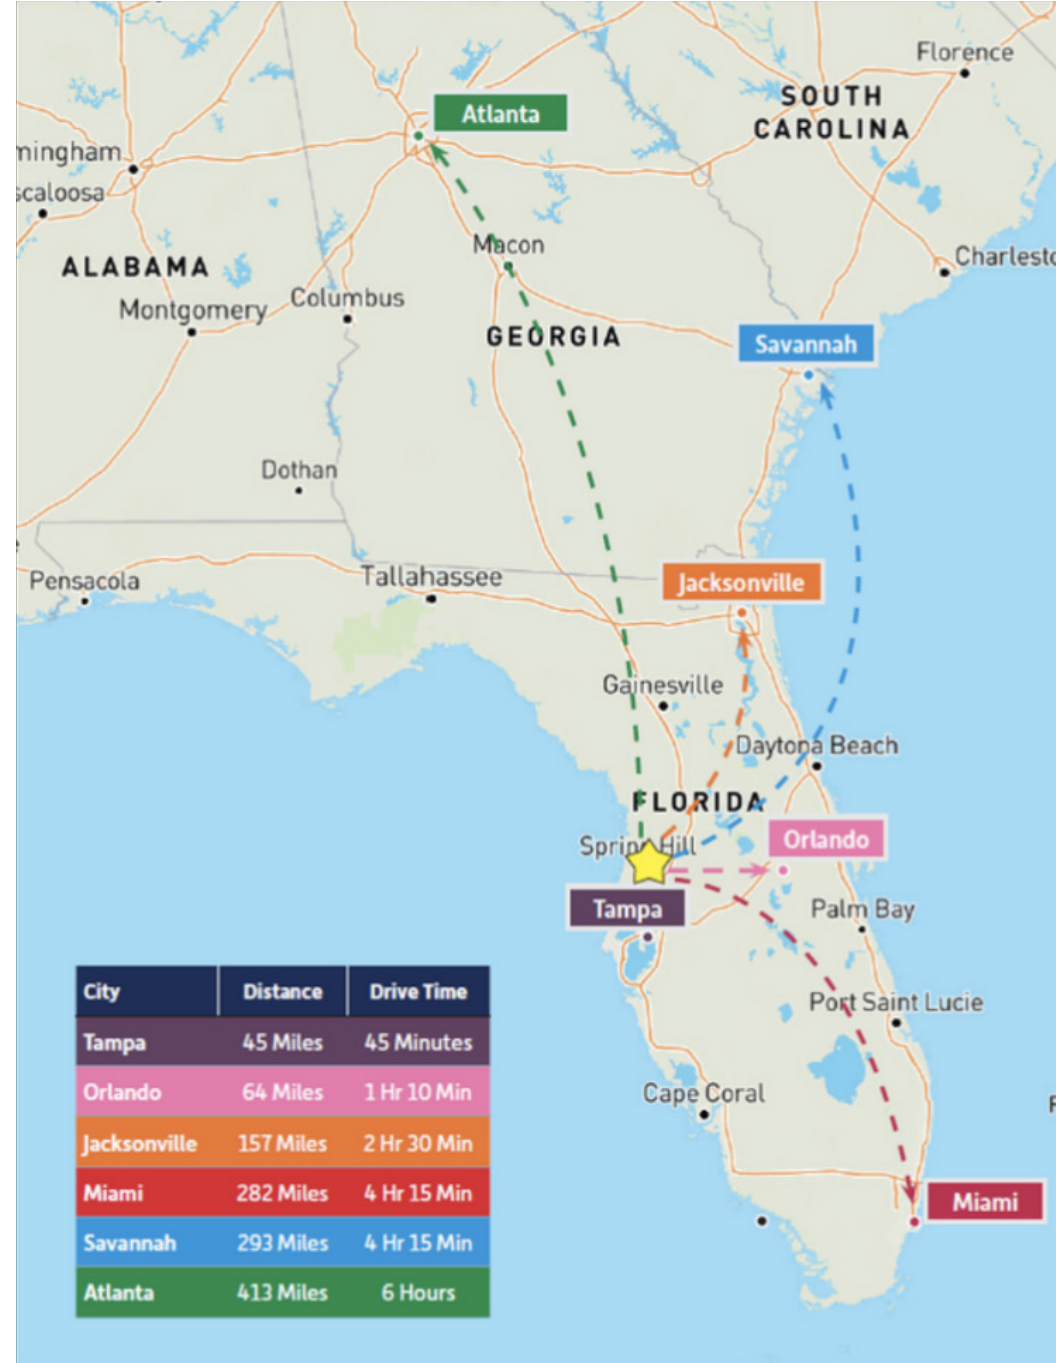 Florence
Atlanta
SOUTH
CAROLINA
mingham
scaloosa
Macon
Charlesto
ALABAMA
Columbus
Montgomery
GEORGIA
Savannah
Dothan
Tallahassee
Pensacola
Jacksonville
Gainesville
Daytona Beach
FLORIDA
Orlando
Spring Hill
Tampa
Palm Bay
Port Saint Lucie
Cape Coral
Miami
City Distance Drive Time
Tampa 45 Miles 45 Minutes
Orlando 64 Miles 1 Hr 10 Min
Jacksonville 157 Miles 2 Hr 30 Min
Miami 282 Miles 4 Hr 15 Min
Savannah 293 Miles 4 Hr 15 Min
Atlanta 413 Miles 6 Hours